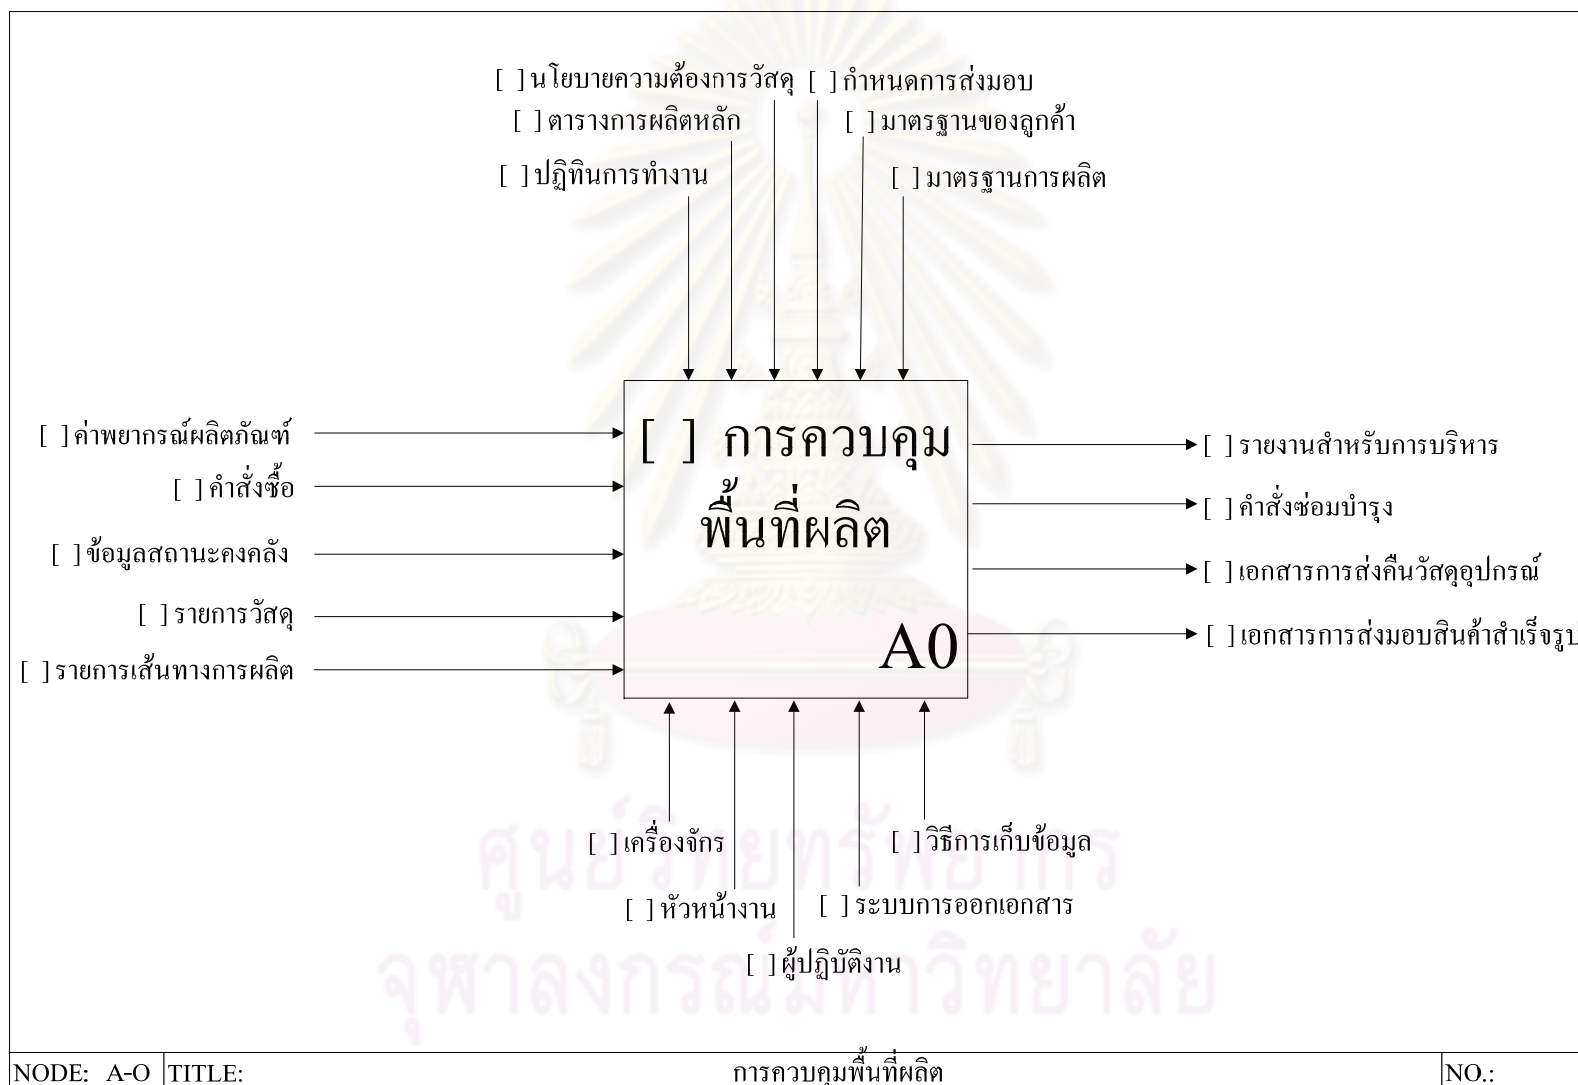 [ ] นโยบายความต้องการวัสดุ [ ] กำหนดการส่งมอบ
[ ] ตารางการผลิตหลัก [ ] มาตรฐานของลูกค้า
[ ] ปฏิทินการทำงาน [ ] มาตรฐานการผลิต
[ ] ค่าพยากรณ์ผลิตภัณฑ์
[ ] คำสั่งซื้อ
[ ] ข้อมูลสถานะคงคลัง
[ ] รายการวัสดุ
[ ] รายการเส้นทางการผลิต
[ ] การควบคุม
พื้นที่ผลิต
A0
[ ] รายงานสำหรับการบริหาร
[ ] คำสั่งซ่อมบำรุง
[ ] เอกสารการส่งคืนวัสดุอุปกรณ์
[ ] เอกสารการส่งมอบสินค้าสำเร็จรูป
[ ] เครื่องจักร [ ] วิธีการเก็บข้อมูล
[ ] หัวหน้างาน [ ] ระบบการออกเอกสาร
[ ] ผู้ปฏิบัติงาน
ศูนย์วิทยทรัพยากร
จุฬาลงกรณ์มหาวิทยาลัย
NODE: A-O TITLE: การควบคุมพื้นที่ผลิต NO.: